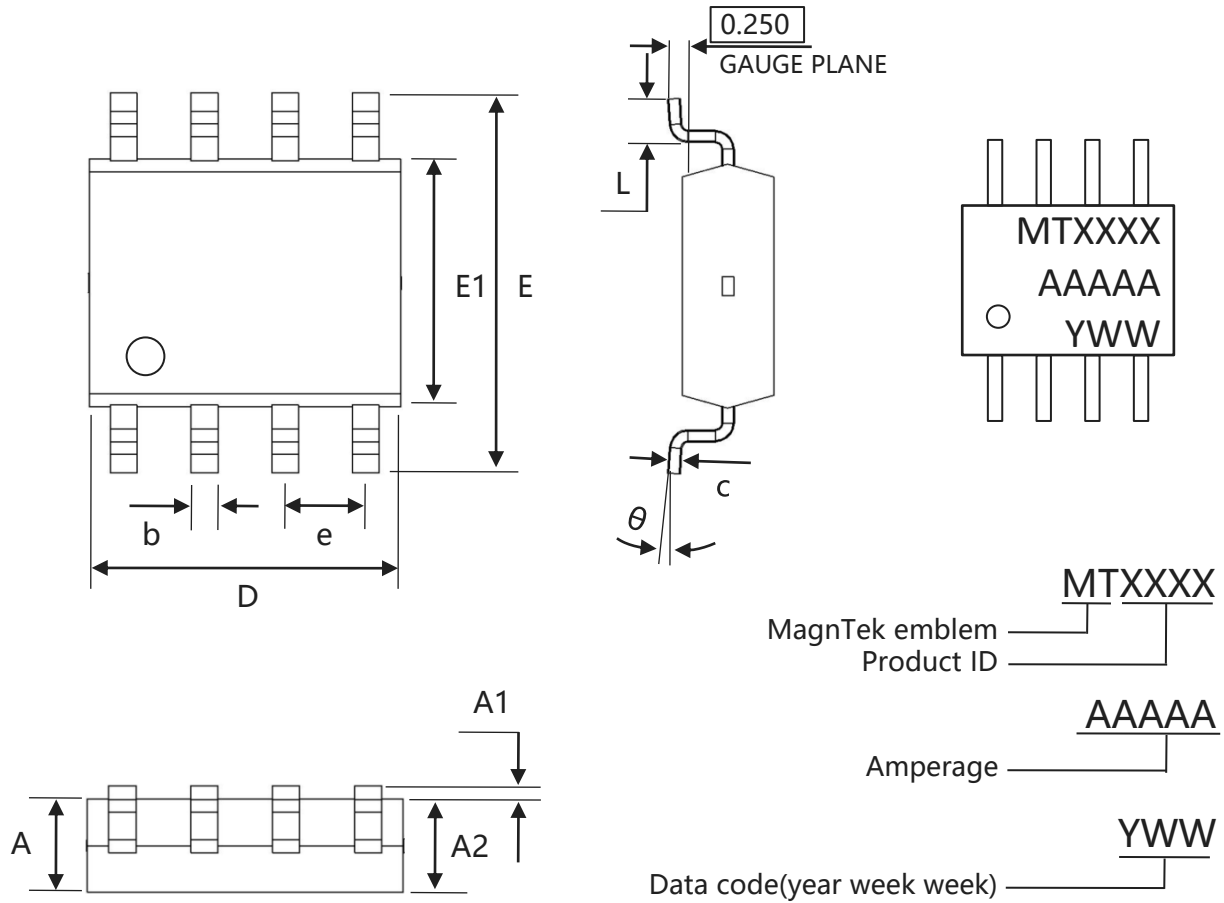 0.250
GAUGE PLANE
L
E1
E
MTXXXX
AAAAA
YWW
c
b
e
θ
D
MTXXXX
MagnTek emblem
Product ID
A1
AAAAA
Amperage
A
A2
YWW
Data code(year week week)